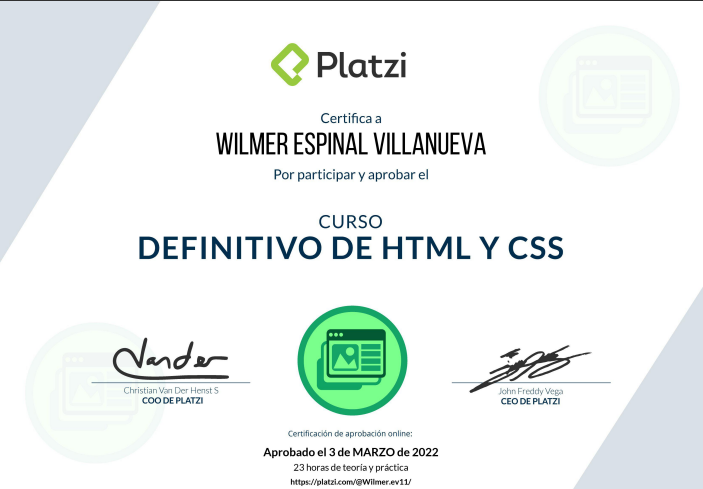 Platzi
Certifica a
WILMER ESPINAL VILLANUEVA
Por participar y aprobar el
CURSO
DEFINITIVO DE HTML Y CSS
Vander
Christian Van Der Henst S
COO DE PLATZI
John Freddy Vega
CEO DE PLATZI
Certificación de aprobación online:
Aprobado el 3 de MARZO de 2022
23 horas de teoría y práctica
https://platzi.com/@Wilmer.ev11/